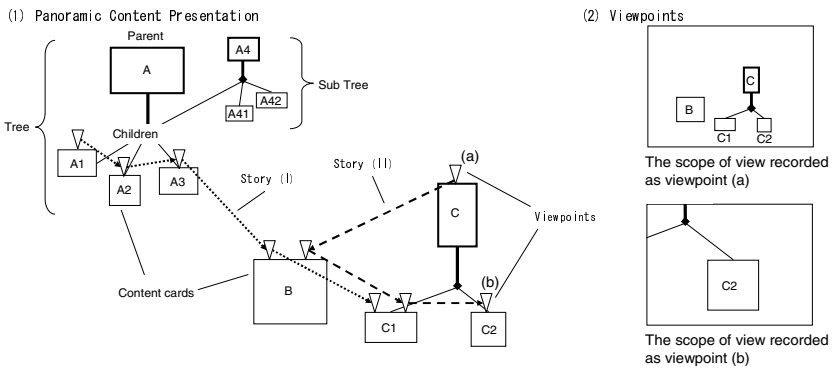 (1) Panoramic Content Presentation
Parent
A
A4
A41
A42
Sub Tree
Tree
Children
A1
A2
A3
Story (I)
Story (II)
(a)
C
Viewpoints
(b)
Content cards
B
C1
C2
(2) Viewpoints
C
B
C1
C2
The scope of view recorded
as viewpoint (a)
C2
The scope of view recorded
as viewpoint (b)